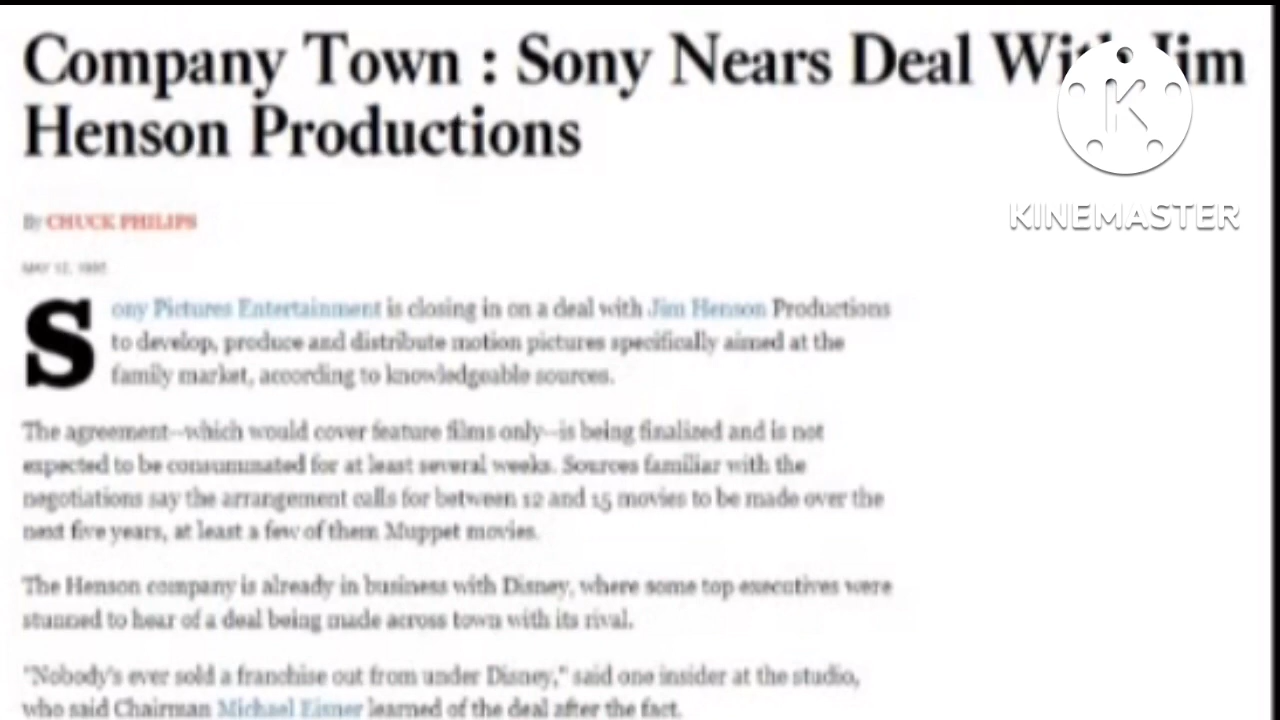 Company Town : Sony Nears Deal With Jim
Henson Productions
By CHUCK PHILIPS
MAY 12, 1995
Sony Pictures Entertainment is closing in on a deal with Jim Henson Productions
to develop, produce and distribute motion pictures specifically aimed at the
family market, according to knowledgeable sources.
The agreement--which would cover feature films only--is being finalized and is not
expected to be consummated for at least several weeks. Sources familiar with the
negotiations say the arrangement calls for between 12 and 15 movies to be made over the
next five years, at least a few of them Muppet movies.
The Henson company is already in business with Disney, where some top executives were
stunned to hear of a deal being made across town with its rival.
"Nobody's ever sold a franchise out from under Disney," said one insider at the studio,
who said Chairman Michael Eisner learned of the deal after the fact.
K
KINEMASTER